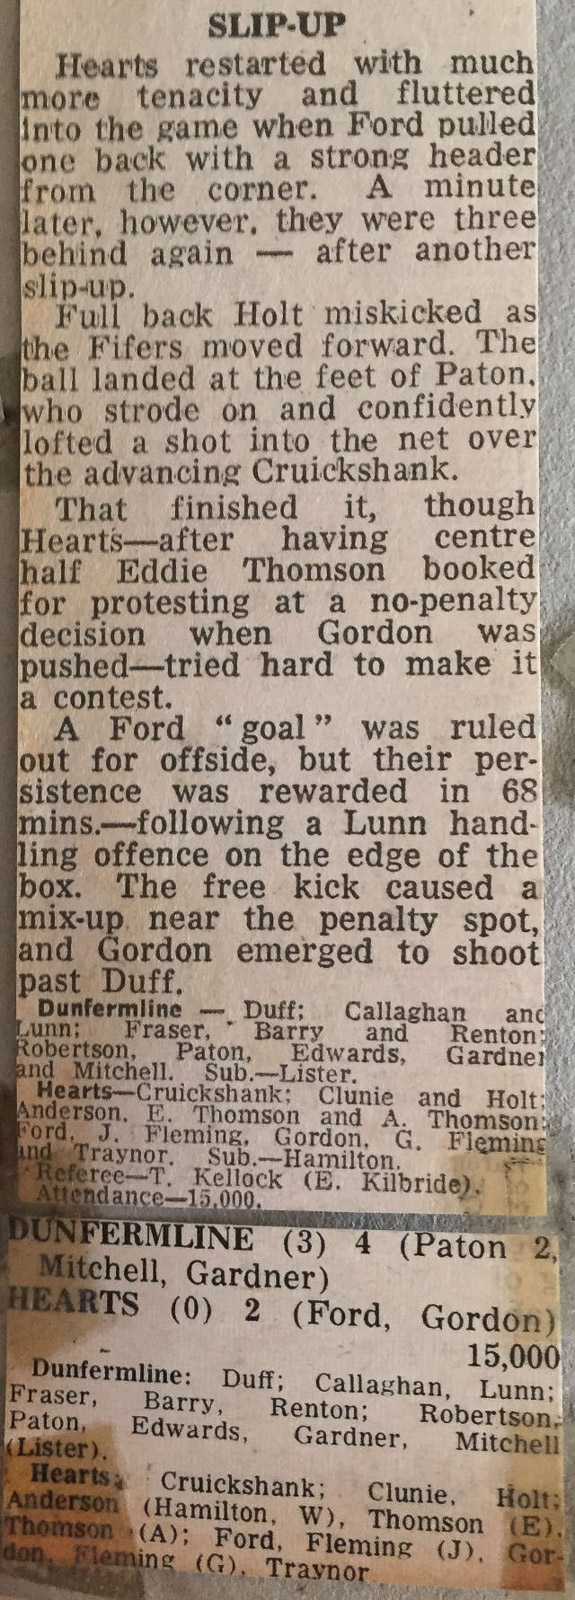 SLIP-UP
Hearts restarted with much
more tenacity and fluttered
into the game when Ford pulled
one back with a strong header
from the corner. A minute
later, however, they were three
behind again — after another
slip-up.
Full back Holt miskicked as
the Fifers moved forward. The
ball landed at the feet of Paton,
who strode on and confidently
lofted a shot into the net over
the advancing Cruickshank.
That finished it, though
Hearts—after having centre
half Eddie Thomson booked
for protesting at a no-penalty
decision when Gordon was
pushed—tried hard to make it
a contest.
A Ford “goal” was ruled
out for offside, but their per-
sistence was rewarded in 68
mins.—following a Lunn hand-
ling offence on the edge of the
box. The free kick caused a
mix-up near the penalty spot,
and Gordon emerged to shoot
past Duff.
Dunfermline — Duff; Callaghan and
Lunn; Fraser, Barry and Renton;
Robertson, Paton, Edwards, Gardner
and Mitchell. Sub.—Lister.
Hearts—Cruickshank; Clunie and Holt;
Anderson, E. Thomson and A. Thomson;
Ford, J. Fleming, Gordon, G. Fleming
and Traynor. Sub.—Hamilton.
Referee—T. Kellock (E. Kilbride).
Attendance—15,000.
DUNFERMLINE (3) 4 (Paton 2,
Mitchell, Gardner)
HEARTS (0) 2 (Ford, Gordon)
15,000
Dunfermline: Duff; Callaghan, Lunn;
Fraser, Barry, Renton; Robertson,
Paton, Edwards, Gardner, Mitchell
(Lister).
Hearts: Cruickshank; Clunie, Holt;
Anderson (Hamilton, W), Thomson (E),
Thomson (A); Ford, Fleming (J), Gor-
don, Fleming (G), Traynor